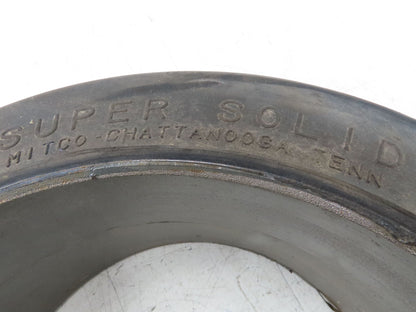 SUPER SOLID
MITCO-CHATTANOOGA, TENN